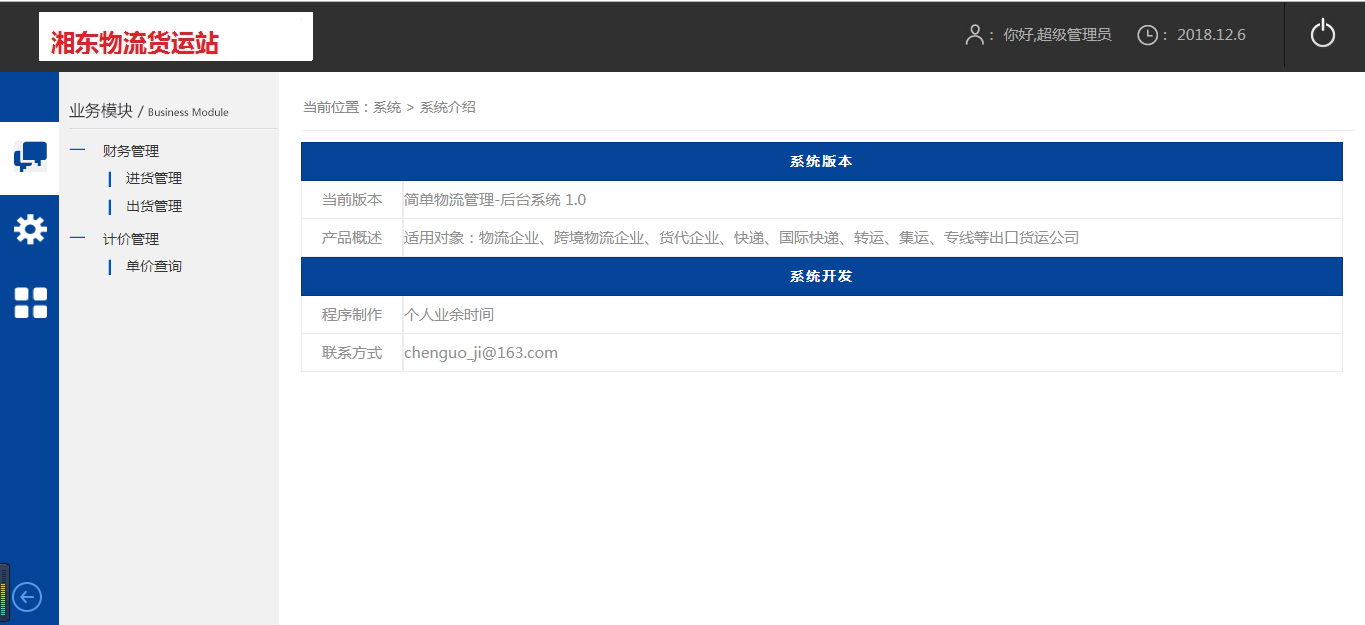 湘东物流货运站
： 你好,超级管理员
： 2018.12.6
业务模块 / Business Module
财务管理
进货管理
出货管理
计价管理
单价查询
当前位置：系统 > 系统介绍
系统版本
当前版本 简单物流管理-后台系统 1.0
产品概述 适用对象：物流企业、跨境物流企业、货代企业、快递、国际快递、转运、集运、专线等出口货运公司
系统开发
程序制作 个人业余时间
联系方式 chenguo_ji@163.com